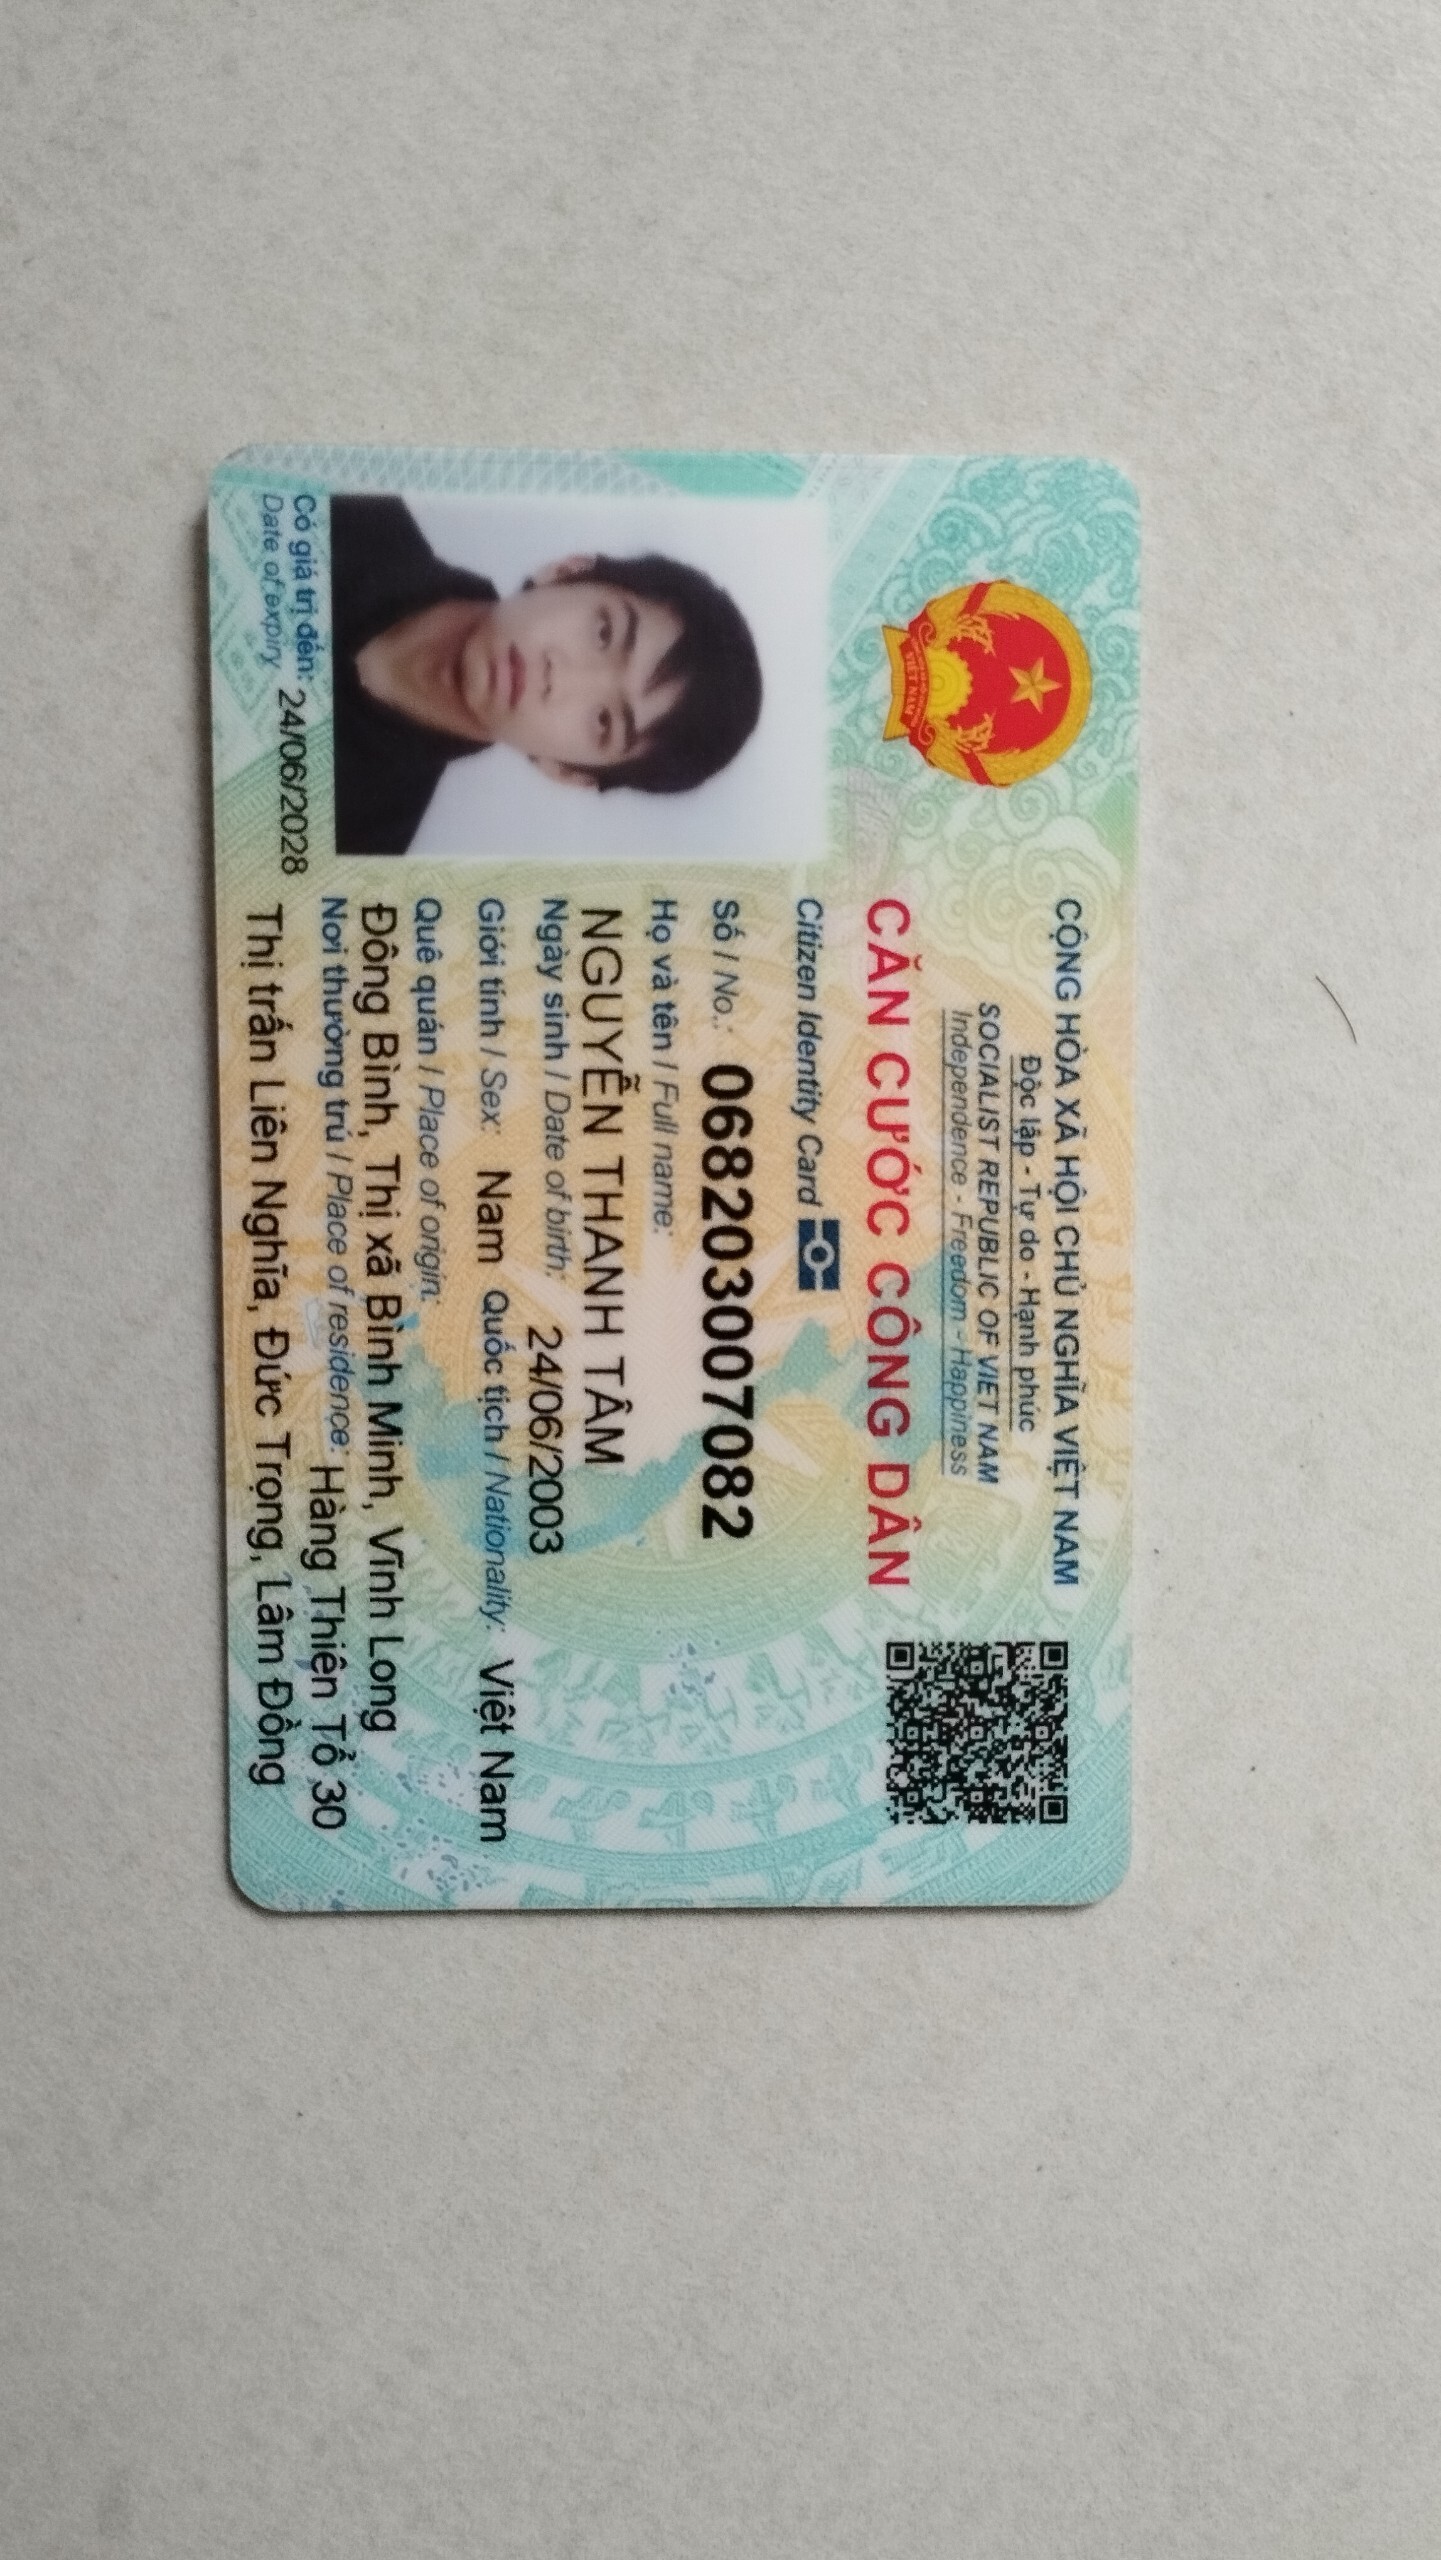 CỘNG HÒA XÃ HỘI CHỦ NGHĨA VIỆT NAM
Độc lập - Tự do - Hạnh phúc
SOCIALIST REPUBLIC OF VIET NAM
Independence - Freedom - Happiness
CĂN CƯỚC CÔNG DÂN
Citizen Identity Card
Số / No.: 068203007082
Họ và tên / Full name:
NGUYỄN THANH TÂM
Ngày sinh / Date of birth: 24/06/2003
Giới tính / Sex: Nam Quốc tịch / Nationality: Việt Nam
Quê quán / Place of origin:
Đông Bình, Thị xã Bình Minh, Vĩnh Long
Nơi thường trú / Place of residence: Hàng Thiên Tổ 30
Thị trấn Liên Nghĩa, Đức Trọng, Lâm Đồng
Có giá trị đến: 24/06/2028
Date of expiry